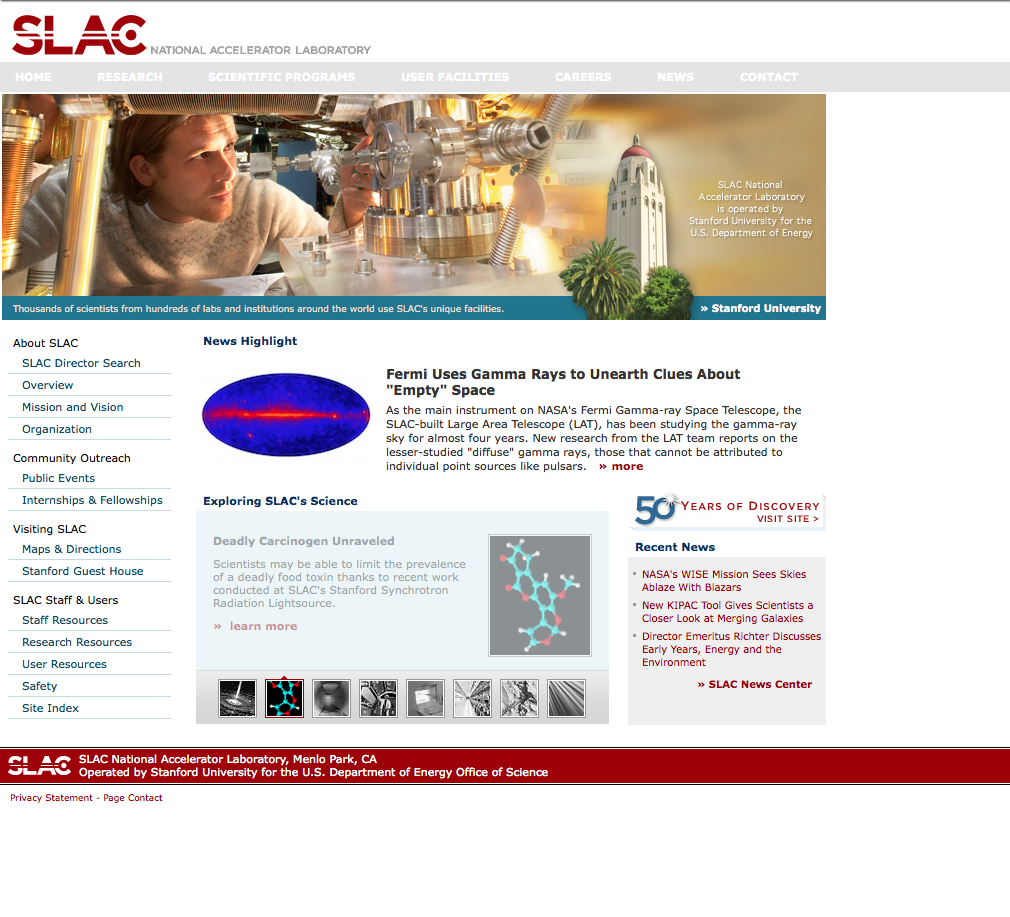 SLAC NATIONAL ACCELERATOR LABORATORY
HOME RESEARCH SCIENTIFIC PROGRAMS USER FACILITIES CAREERS NEWS CONTACT
SLAC National
Accelerator Laboratory
is operated by
Stanford University for the
U.S. Department of Energy
Thousands of scientists from hundreds of labs and institutions around the world use SLAC's unique facilities.
» Stanford University
About SLAC
SLAC Director Search
Overview
Mission and Vision
Organization
Community Outreach
Public Events
Internships & Fellowships
Visiting SLAC
Maps & Directions
Stanford Guest House
SLAC Staff & Users
Staff Resources
Research Resources
User Resources
Safety
Site Index
News Highlight
Fermi Uses Gamma Rays to Unearth Clues About
"Empty" Space
As the main instrument on NASA's Fermi Gamma-ray Space Telescope, the
SLAC-built Large Area Telescope (LAT), has been studying the gamma-ray
sky for almost four years. New research from the LAT team reports on the
lesser-studied "diffuse" gamma rays, those that cannot be attributed to
individual point sources like pulsars. » more
Exploring SLAC's Science
Deadly Carcinogen Unraveled
Scientists may be able to limit the prevalence
of a deadly food toxin thanks to recent work
conducted at SLAC's Stanford Synchrotron
Radiation Lightsource.
» learn more
50 YEARS OF DISCOVERY
VISIT SITE >
Recent News
NASA's WISE Mission Sees Skies
Ablaze With Blazars
New KIPAC Tool Gives Scientists a
Closer Look at Merging Galaxies
Director Emeritus Richter Discusses
Early Years, Energy and the
Environment
» SLAC News Center
SLAC
SLAC National Accelerator Laboratory, Menlo Park, CA
Operated by Stanford University for the U.S. Department of Energy Office of Science
Privacy Statement - Page Contact